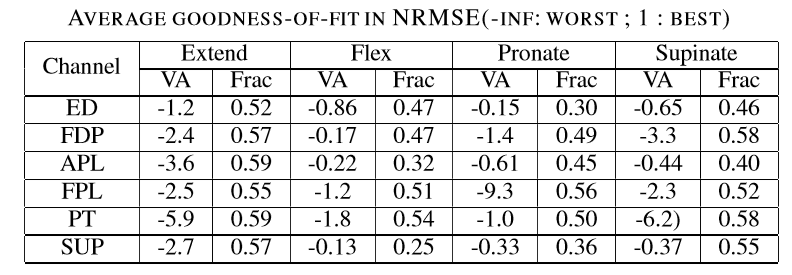 AVERAGE GOODNESS-OF-FIT IN NRMSE(-INF: WORST ; 1 : BEST)
Channel Extend Flex Pronate Supinate
VA Frac VA Frac VA Frac VA Frac
ED -1.2 0.52 -0.86 0.47 -0.15 0.30 -0.65 0.46
FDP -2.4 0.57 -0.17 0.47 -1.4 0.49 -3.3 0.58
APL -3.6 0.59 -0.22 0.32 -0.61 0.45 -0.44 0.40
FPL -2.5 0.55 -1.2 0.51 -9.3 0.56 -2.3 0.52
PT -5.9 0.59 -1.8 0.54 -1.0 0.50 -6.2) 0.58
SUP -2.7 0.57 -0.13 0.25 -0.33 0.36 -0.37 0.55